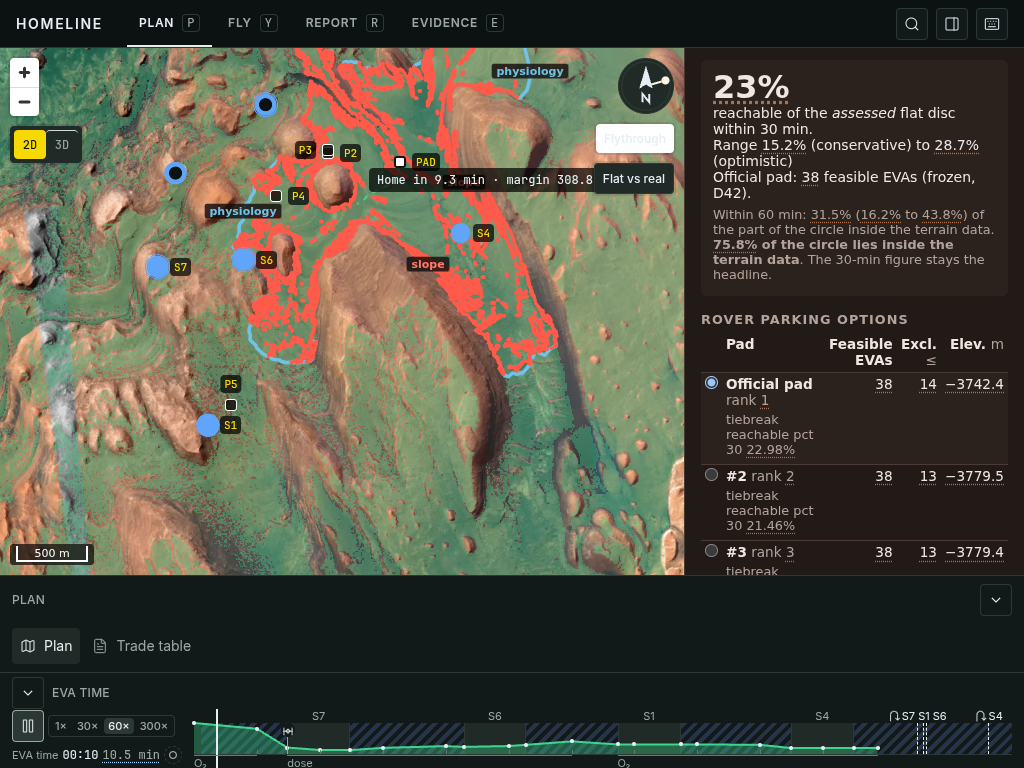 HOMELINE
PLAN P
FLY Y
REPORT R
EVIDENCE E
+
−
2D 3D
physiology
N
Flythrough
P3
P2
PAD
Home in 9.3 min · margin 308.8
Flat vs real
P4
physiology
S4
S6
S7
slope
P5
S1
500 m
23%
reachable of the assessed flat disc
within 30 min.
Range 15.2% (conservative) to 28.7%
(optimistic)
Official pad: 38 feasible EVAs (frozen,
D42).
Within 60 min: 31.5% (16.2% to 43.8%) of
the part of the circle inside the terrain data.
75.8% of the circle lies inside the
terrain data. The 30-min figure stays the
headline.
ROVER PARKING OPTIONS
Pad Feasible EVAs Excl. ≤ Elev. m
Official pad 38 14 −3742.4
rank 1
tiebreak
reachable pct
30 22.98%
#2 rank 2 38 13 −3779.5
tiebreak
reachable pct
30 21.46%
#3 rank 3 38 13 −3779.4
tiebreak
PLAN
Plan
Trade table
EVA TIME
1× 30× 60× 300×
EVA time 00:10 10.5 min
S7 S6 S1 S4 S7 S1 S6 S4
O₂ dose O₂